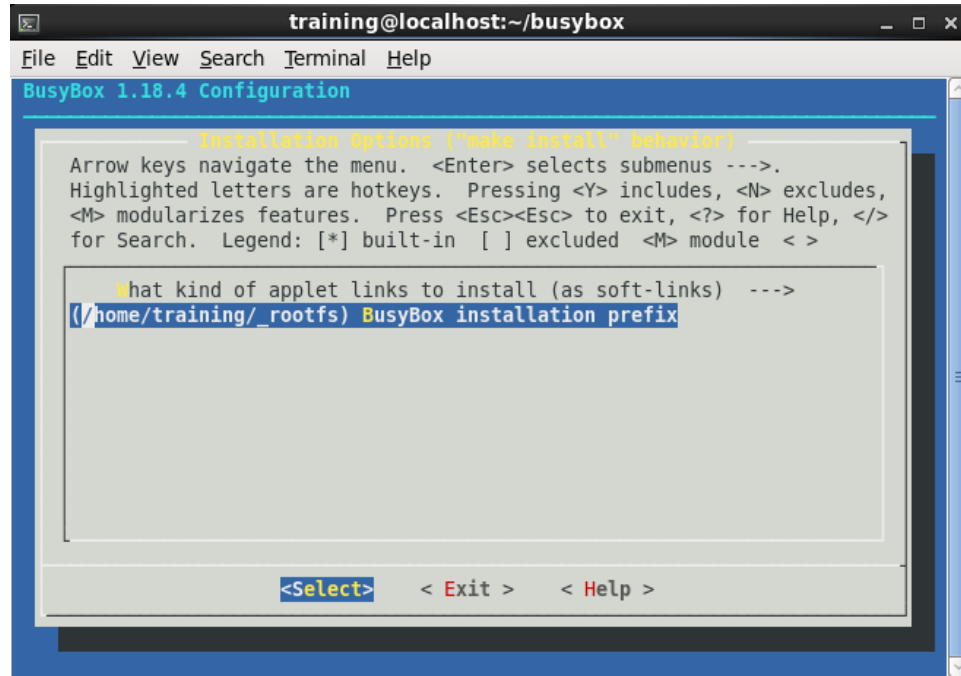 training@localhost:~/busybox
File Edit View Search Terminal Help
BusyBox 1.18.4 Configuration
Installation Options ("make install" behavior)
Arrow keys navigate the menu. <Enter> selects submenus --->.
Highlighted letters are hotkeys. Pressing <Y> includes, <N> excludes,
<M> modularizes features. Press <Esc><Esc> to exit, <?> for Help, </>
for Search. Legend: [*] built-in [ ] excluded <M> module < >
What kind of applet links to install (as soft-links) --->
(/home/training/_rootfs) BusyBox installation prefix
<Select> < Exit > < Help >